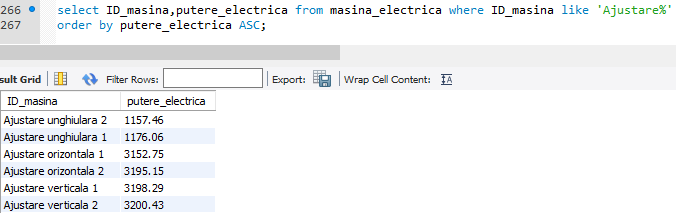 266 select ID_masina,putere_electrica from masina_electrica where ID_masina like 'Ajustare%'
267 order by putere_electrica ASC;
sult Grid Filter Rows: Export: Wrap Cell Content: IA
ID_masina putere_electrica
Ajustare unghiulara 2 1157.46
Ajustare unghiulara 1 1176.06
Ajustare orizontala 1 3152.75
Ajustare orizontala 2 3195.15
Ajustare verticala 1 3198.29
Ajustare verticala 2 3200.43